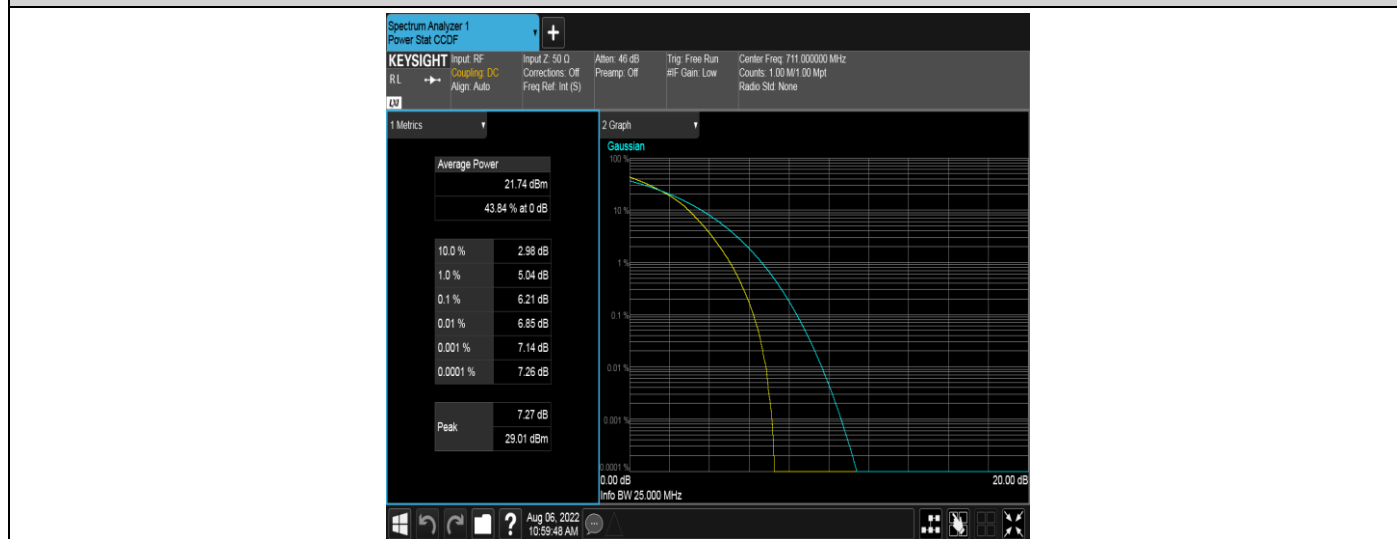 Spectrum Analyzer 1
Power Stat CCDF
+
KEYSIGHT
RL
LXI
Input: RF
Coupling: DC
Align: Auto
Input Z: 50 Ω
Corrections: Off
Freq Ref: Int (S)
Atten: 46 dB
Preamp: Off
Trig: Free Run
#IF Gain: Low
Center Freq: 711.000000 MHz
Counts: 1.00 M/1.00 Mpt
Radio Std: None
1 Metrics
Average Power
21.74 dBm
43.84 % at 0 dB
10.0 % 2.98 dB
1.0 % 5.04 dB
0.1 % 6.21 dB
0.01 % 6.85 dB
0.001 % 7.14 dB
0.0001 % 7.26 dB
Peak
7.27 dB
29.01 dBm
2 Graph
Gaussian
100 %
10 %
1 %
0.1 %
0.01 %
0.001 %
0.0001 %
0.00 dB 20.00 dB
Info BW 25.000 MHz
?
Aug 06, 2022
10:59:48 AM